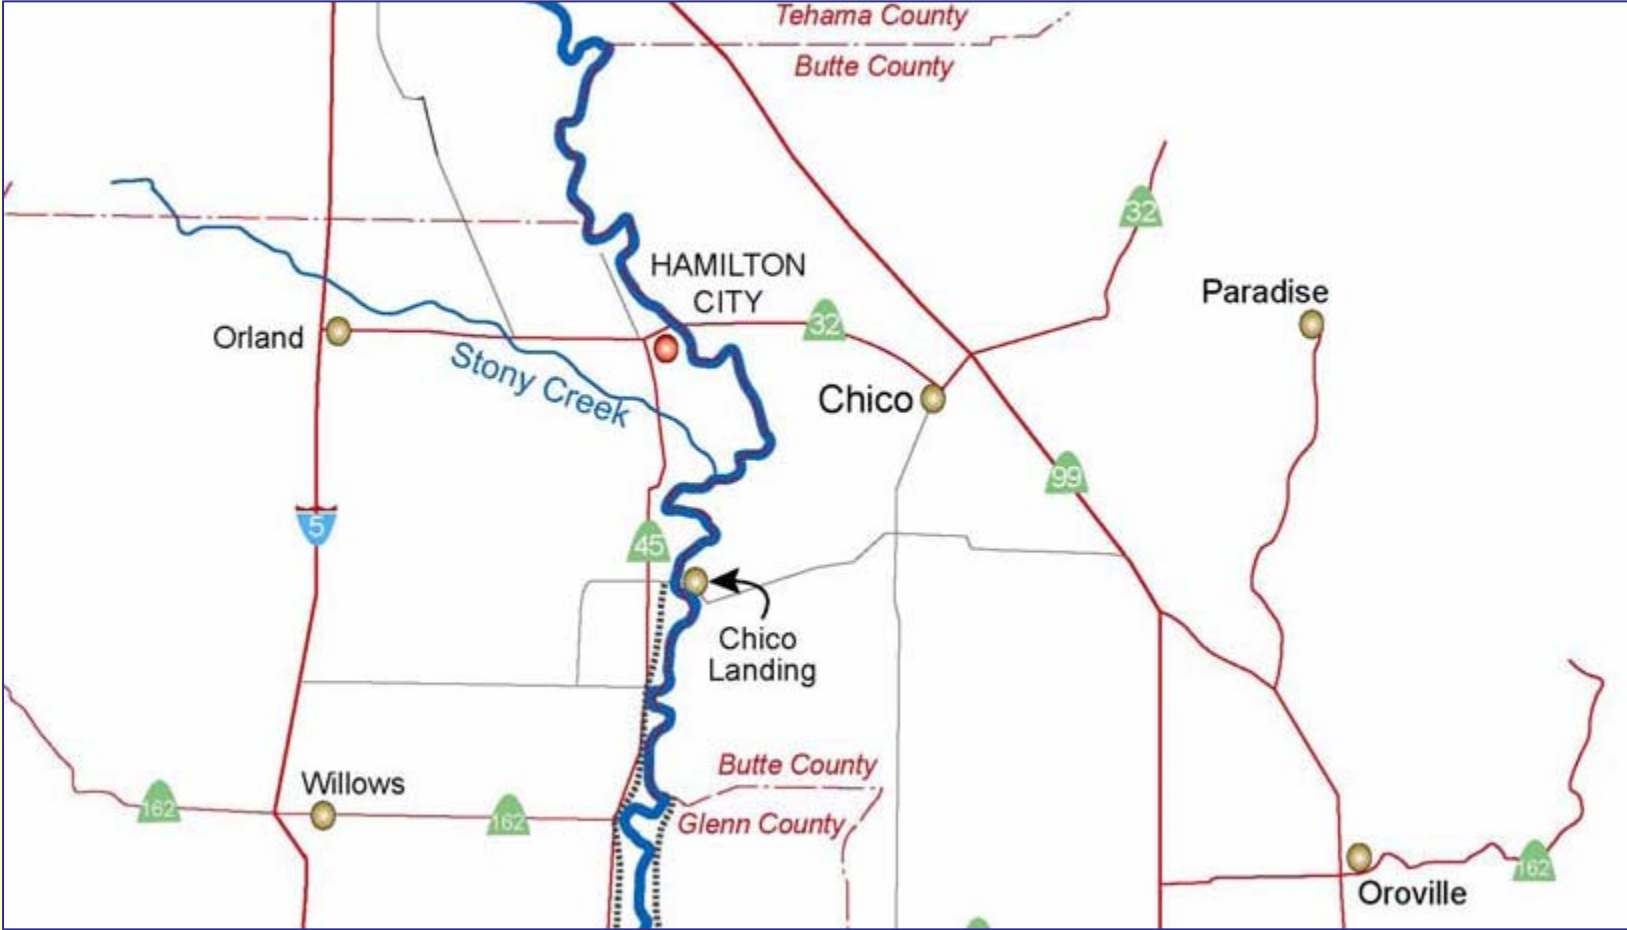 Tehama County
Butte County
32
HAMILTON
CITY
Paradise
32
Orland
Stony Creek
Chico
99
5
45
Chico
Landing
Butte County
Willows
162
162
Glenn County
162
Oroville